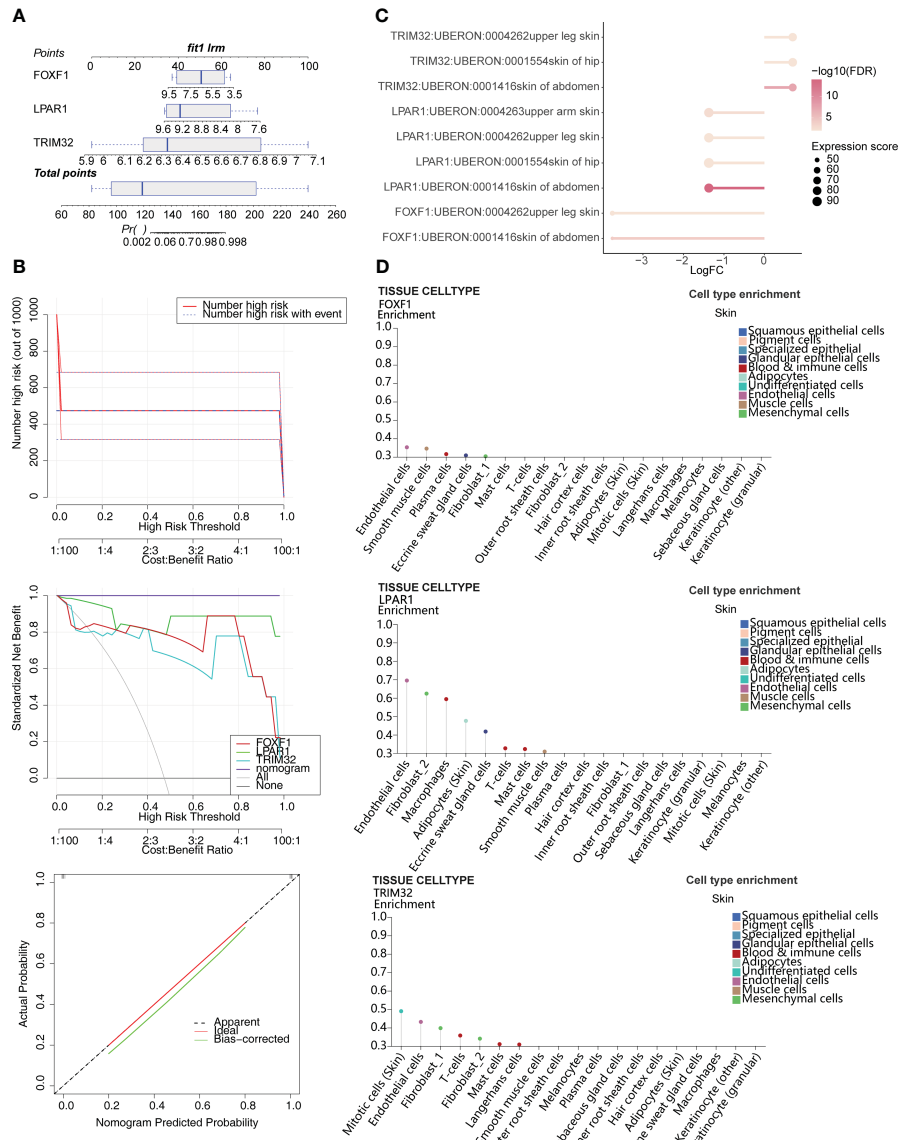 A
Points
fit1 lrm
0 20 40 60 80 100
FOXF1
9.5 7.5 5.5 3.5
LPAR1
9.6 9.2 8.8 8.4 8 7.6
TRIM32
5.9 6 6.1 6.2 6.3 6.4 6.5 6.6 6.7 6.8 6.9 7 7.1
Total points
60 80 100 120 140 160 180 200 220 240 260
Pr( )
0.002 0.06 0.70.98 0.998
B
Number high risk
Number high risk with event
Number high risk (out of 1000)
1000
800
600
400
200
0
0.0 0.2 0.4 0.6 0.8 1.0
High Risk Threshold
1:100 1:4 2:3 3:2 4:1 100:1
Cost:Benefit Ratio
Standardized Net Benefit
1.0
0.8
0.6
0.4
0.2
0.0
FOXF1
LPAR1
TRIM32
nomogram
All
None
0.0 0.2 0.4 0.6 0.8 1.0
High Risk Threshold
1:100 1:4 2:3 3:2 4:1 100:1
Cost:Benefit Ratio
Actual Probability
1.0
0.8
0.6
0.4
0.2
0.0
Apparent
Ideal
Bias-corrected
0.0 0.2 0.4 0.6 0.8 1.0
Nomogram Predicted Probability
C
TRIM32:UBERON:0004262upper leg skin
TRIM32:UBERON:0001554skin of hip
TRIM32:UBERON:0001416skin of abdomen
LPAR1:UBERON:0004263upper arm skin
LPAR1:UBERON:0004262upper leg skin
LPAR1:UBERON:0001554skin of hip
LPAR1:UBERON:0001416skin of abdomen
FOXF1:UBERON:0004262upper leg skin
FOXF1:UBERON:0001416skin of abdomen
−3 −2 −1 0
LogFC
−log10(FDR)
10
5
Expression score
50
60
70
80
90
D
TISSUE CELLTYPE
FOXF1
Enrichment
1.0
0.9
0.8
0.7
0.6
0.5
0.4
0.3
Endothelial cells
Smooth muscle cells
Plasma cells
Eccrine sweat gland cells
Fibroblast_1
Mast cells
T-cells
Outer root sheath cells
Fibroblast_2
Hair cortex cells
Inner root sheath cells
Adipocytes (Skin)
Mitotic cells (Skin)
Langerhans cells
Macrophages
Melanocytes
Sebaceous gland cells
Keratinocyte (other)
Keratinocyte (granular)
Cell type enrichment
Skin
Squamous epithelial cells
Pigment cells
Specialized epithelial
Glandular epithelial cells
Blood & immune cells
Adipocytes
Undifferentiated cells
Endothelial cells
Muscle cells
Mesenchymal cells
TISSUE CELLTYPE
LPAR1
Enrichment
1.0
0.9
0.8
0.7
0.6
0.5
0.4
0.3
Endothelial cells
Fibroblast_2
Macrophages
Adipocytes (Skin)
Eccrine sweat gland cells
T-cells
Mast cells
Smooth muscle cells
Plasma cells
Hair cortex cells
Inner root sheath cells
Fibroblast_1
Outer root sheath cells
Sebaceous gland cells
Langerhans cells
Keratinocyte (granular)
Mitotic cells (Skin)
Melanocytes
Keratinocyte (other)
Cell type enrichment
Skin
Squamous epithelial cells
Pigment cells
Specialized epithelial
Glandular epithelial cells
Blood & immune cells
Adipocytes
Undifferentiated cells
Endothelial cells
Muscle cells
Mesenchymal cells
TISSUE CELLTYPE
TRIM32
Enrichment
1.0
0.9
0.8
0.7
0.6
0.5
0.4
0.3
Mitotic cells (Skin)
Endothelial cells
Fibroblast_1
T-cells
Fibroblast_2
Mast cells
Langerhans cells
Smooth muscle cells
ter root sheath cells
Melanocytes
Plasma cells
baceous gland cells
ner root sheath cells
Hair cortex cells
Adipocytes (Skin)
ne sweat gland cells
Macrophages
Keratinocyte (other)
ratinocyte (granular)
Cell type enrichment
Skin
Squamous epithelial cells
Pigment cells
Specialized epithelial
Glandular epithelial cells
Blood & immune cells
Adipocytes
Undifferentiated cells
Endothelial cells
Muscle cells
Mesenchymal cells